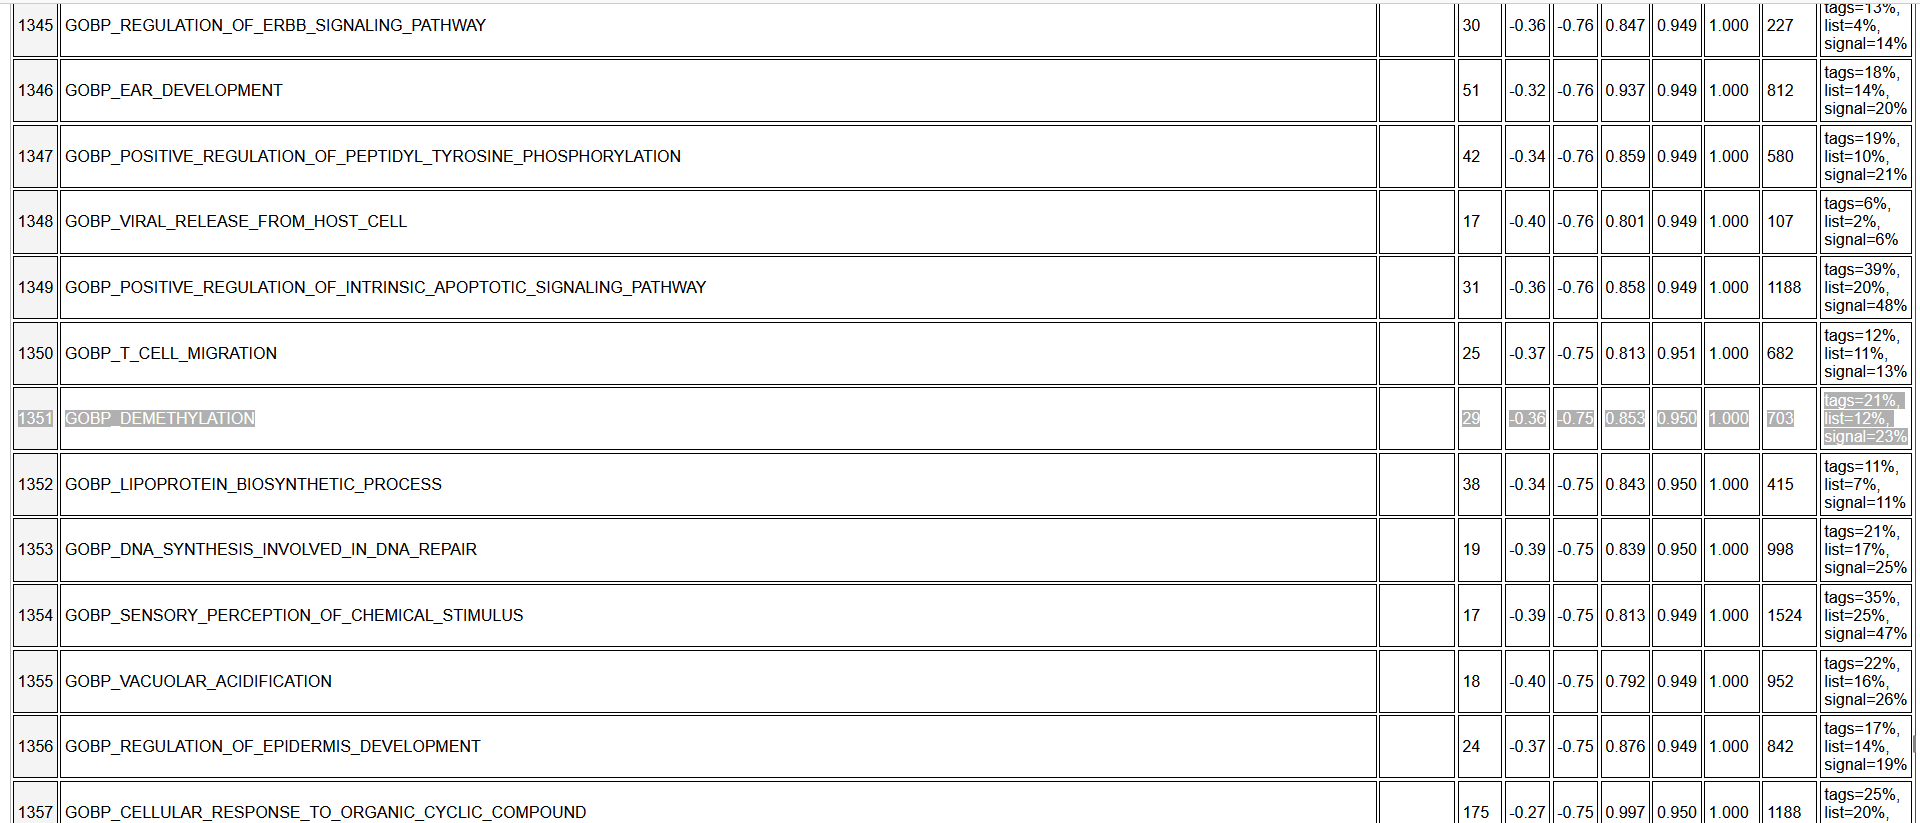 1345 GOBP_REGULATION_OF_ERBB_SIGNALING_PATHWAY 30 -0.36 -0.76 0.847 0.949 1.000 227 tags=13%,
list=4%,
signal=14%
1346 GOBP_EAR_DEVELOPMENT 51 -0.32 -0.76 0.937 0.949 1.000 812 tags=18%,
list=14%,
signal=20%
1347 GOBP_POSITIVE_REGULATION_OF_PEPTIDYL_TYROSINE_PHOSPHORYLATION 42 -0.34 -0.76 0.859 0.949 1.000 580 tags=19%,
list=10%,
signal=21%
1348 GOBP_VIRAL_RELEASE_FROM_HOST_CELL 17 -0.40 -0.76 0.801 0.949 1.000 107 tags=6%,
list=2%,
signal=6%
1349 GOBP_POSITIVE_REGULATION_OF_INTRINSIC_APOPTOTIC_SIGNALING_PATHWAY 31 -0.36 -0.76 0.858 0.949 1.000 1188 tags=39%,
list=20%,
signal=48%
1350 GOBP_T_CELL_MIGRATION 25 -0.37 -0.75 0.813 0.951 1.000 682 tags=12%,
list=11%,
signal=13%
1351 GOBP_DEMETHYLATION 29 -0.36 -0.75 0.853 0.950 1.000 703 tags=21%,
list=12%,
signal=23%
1352 GOBP_LIPOPROTEIN_BIOSYNTHETIC_PROCESS 38 -0.34 -0.75 0.843 0.950 1.000 415 tags=11%,
list=7%,
signal=11%
1353 GOBP_DNA_SYNTHESIS_INVOLVED_IN_DNA_REPAIR 19 -0.39 -0.75 0.839 0.950 1.000 998 tags=21%,
list=17%,
signal=25%
1354 GOBP_SENSORY_PERCEPTION_OF_CHEMICAL_STIMULUS 17 -0.39 -0.75 0.813 0.949 1.000 1524 tags=35%,
list=25%,
signal=47%
1355 GOBP_VACUOLAR_ACIDIFICATION 18 -0.40 -0.75 0.792 0.949 1.000 952 tags=22%,
list=16%,
signal=26%
1356 GOBP_REGULATION_OF_EPIDERMIS_DEVELOPMENT 24 -0.37 -0.75 0.876 0.949 1.000 842 tags=17%,
list=14%,
signal=19%
1357 GOBP_CELLULAR_RESPONSE_TO_ORGANIC_CYCLIC_COMPOUND 175 -0.27 -0.75 0.997 0.950 1.000 1188 tags=25%,
list=20%,